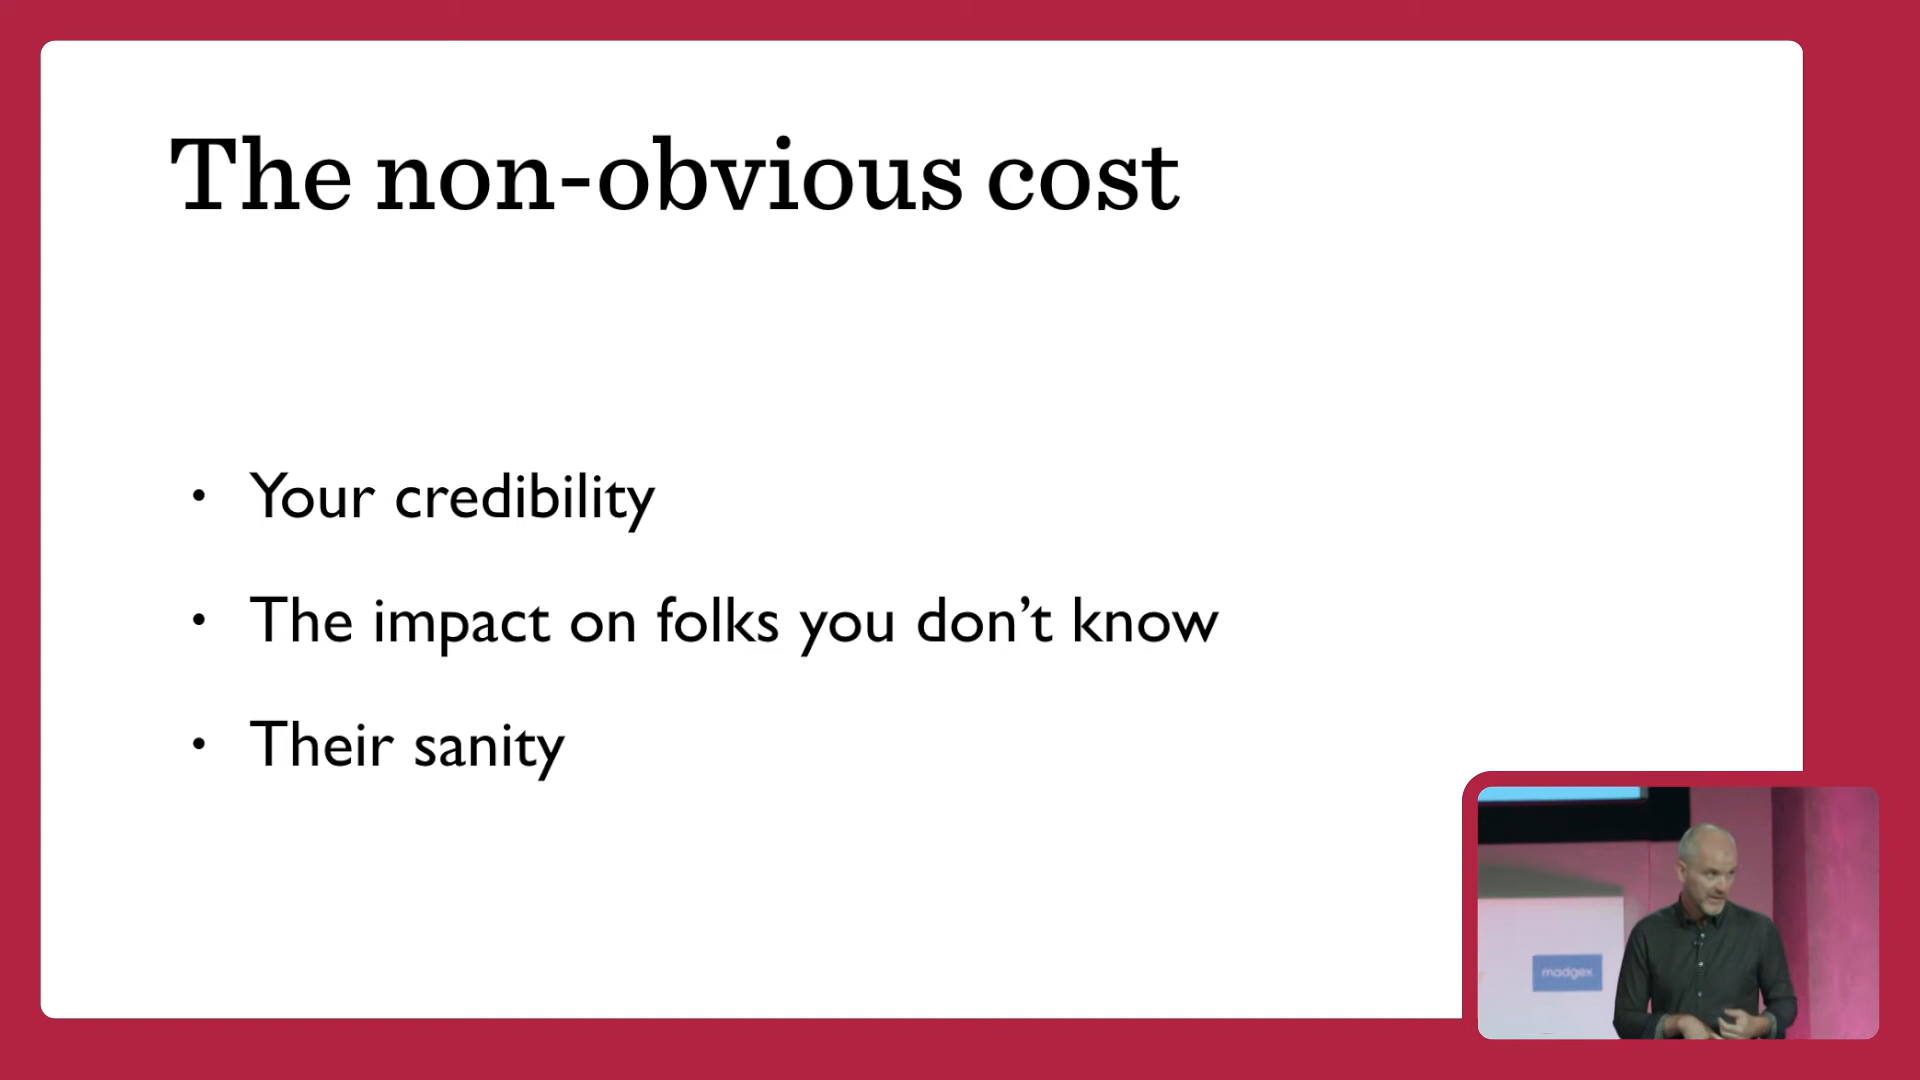 The non-obvious cost
• Your credibility
• The impact on folks you don’t know
• Their sanity
madgex